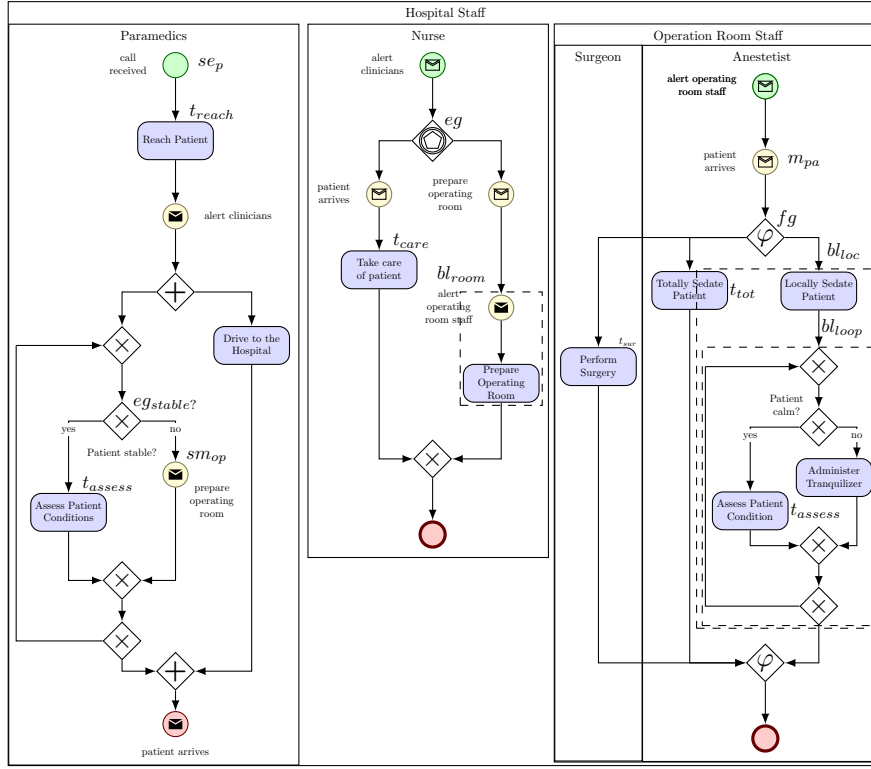 Hospital Staff
Paramedics
call
received
se_p
t_reach
Reach Patient
alert clinicians
Drive to the
Hospital
eg_stable?
yes
no
Patient stable?
sm_op
t_assess
Assess Patient
Conditions
prepare
operating
room
patient arrives
Nurse
alert
clinicians
eg
patient
arrives
prepare
operating
room
t_care
Take care
of patient
bl_room
alert
operating
room staff
Prepare
Operating
Room
Operation Room Staff
Surgeon
Anestetist
alert operating
room staff
patient
arrives
m_pa
fg
φ
bl_loc
Totally Sedate
Patient
t_tot
Locally Sedate
Patient
bl_loop
t_sur
Perform
Surgery
Patient
calm?
yes
no
Administer
Tranquilizer
Assess Patient
Condition
t_assess
φ